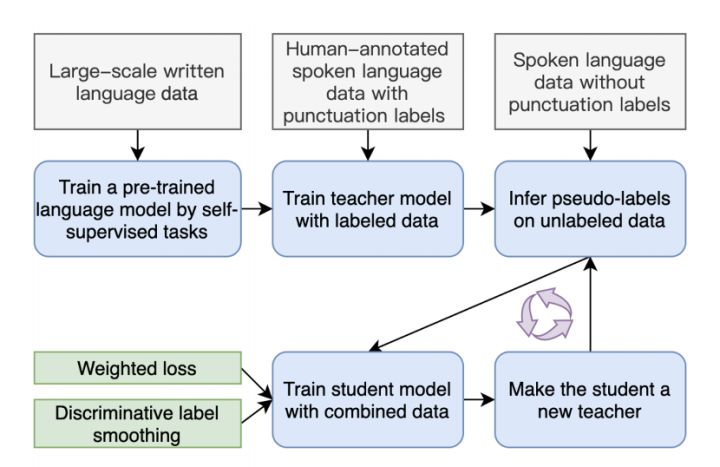 Large-scale written
language data
Human-annotated
spoken language
data with
punctuation labels
Spoken language
data without
punctuation labels
Train a pre-trained
language model by self-
supervised tasks
Train teacher model
with labeled data
Infer pseudo-labels
on unlabeled data
Weighted loss
Discriminative label
smoothing
Train student model
with combined data
Make the student a
new teacher